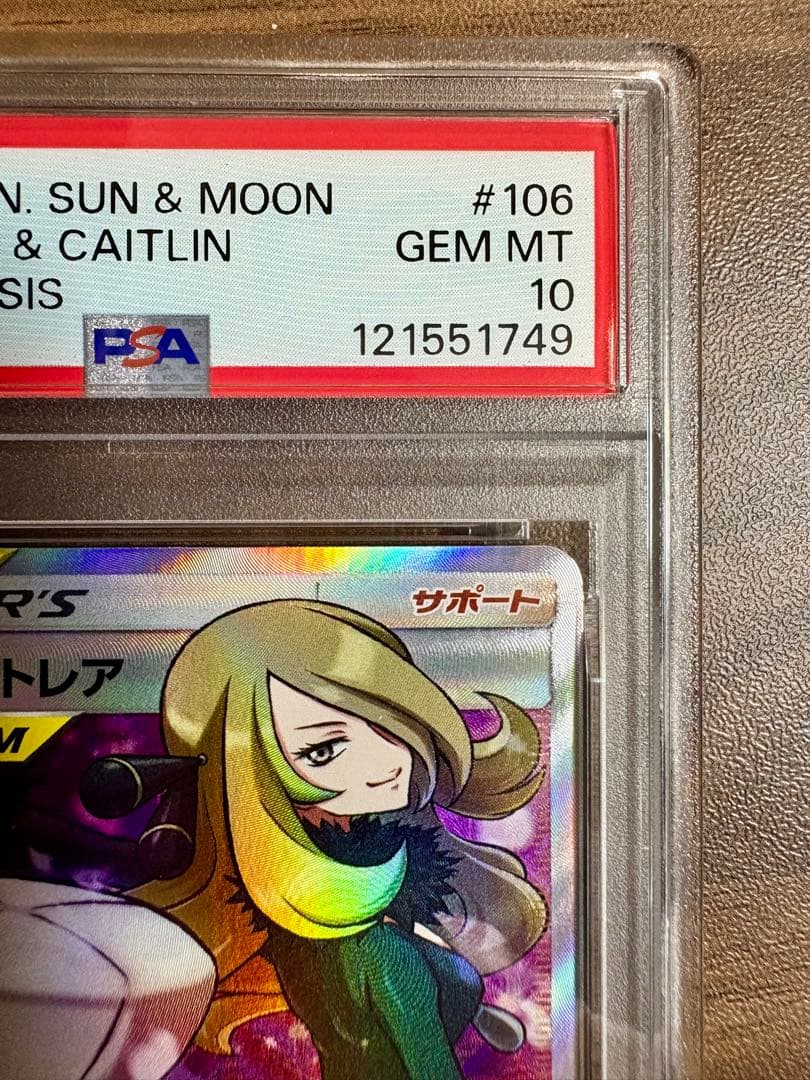 N. SUN & MOON #106
& CAITLIN GEM MT
SIS 10
PSA 121551749
R'S サポート
トレア
M